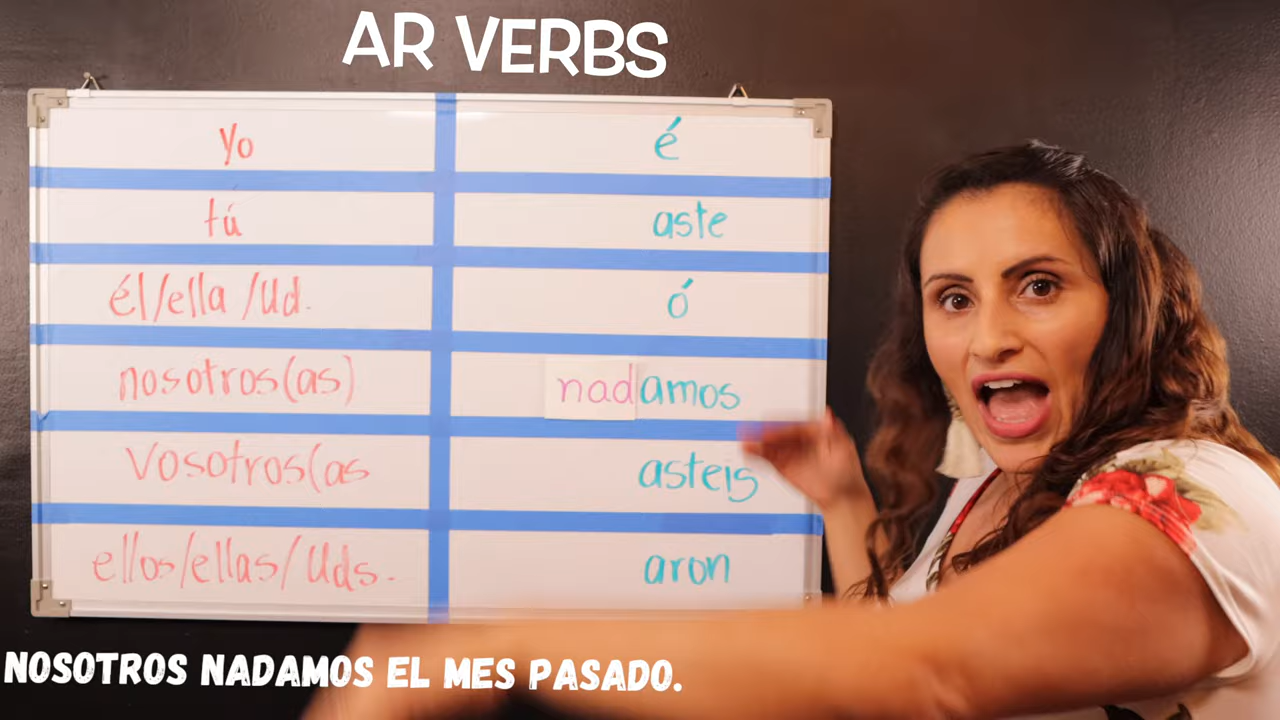 AR VERBS
yo é
tú aste
él/ella/Ud. ó
nosotros(as) nadamos
vosotros(as asteis
ellos/ellas/Uds. aron
NOSOTROS NADAMOS EL MES PASADO.